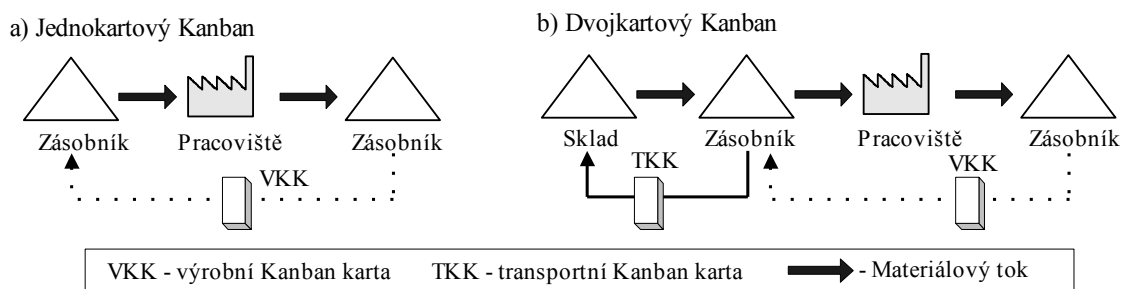 a) Jednokartový Kanban
Zásobník
Pracoviště
Zásobník
VKK
b) Dvojkartový Kanban
Sklad
Zásobník
Pracoviště
Zásobník
TKK
VKK
VKK - výrobní Kanban karta TKK - transportní Kanban karta - Materiálový tok